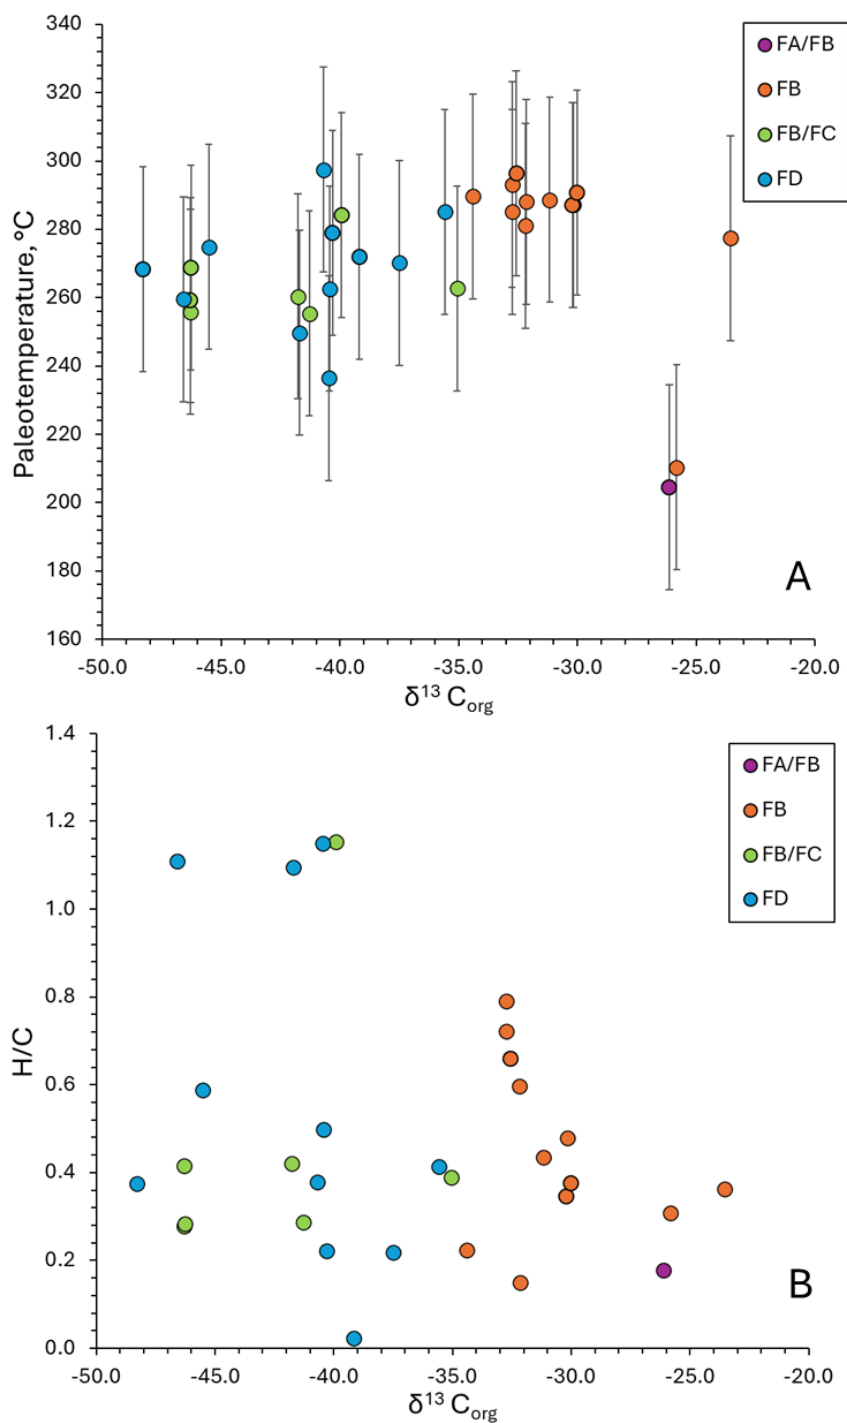 340
320
300
280
260
240
220
200
180
160
Paleotemperature, °C
FA/FB
FB
FB/FC
FD
A
-50.0 -45.0 -40.0 -35.0 -30.0 -25.0 -20.0
δ¹³ Corg
1.4
1.2
1.0
0.8
0.6
0.4
0.2
0.0
H/C
FA/FB
FB
FB/FC
FD
B
-50.0 -45.0 -40.0 -35.0 -30.0 -25.0 -20.0
δ¹³ Corg